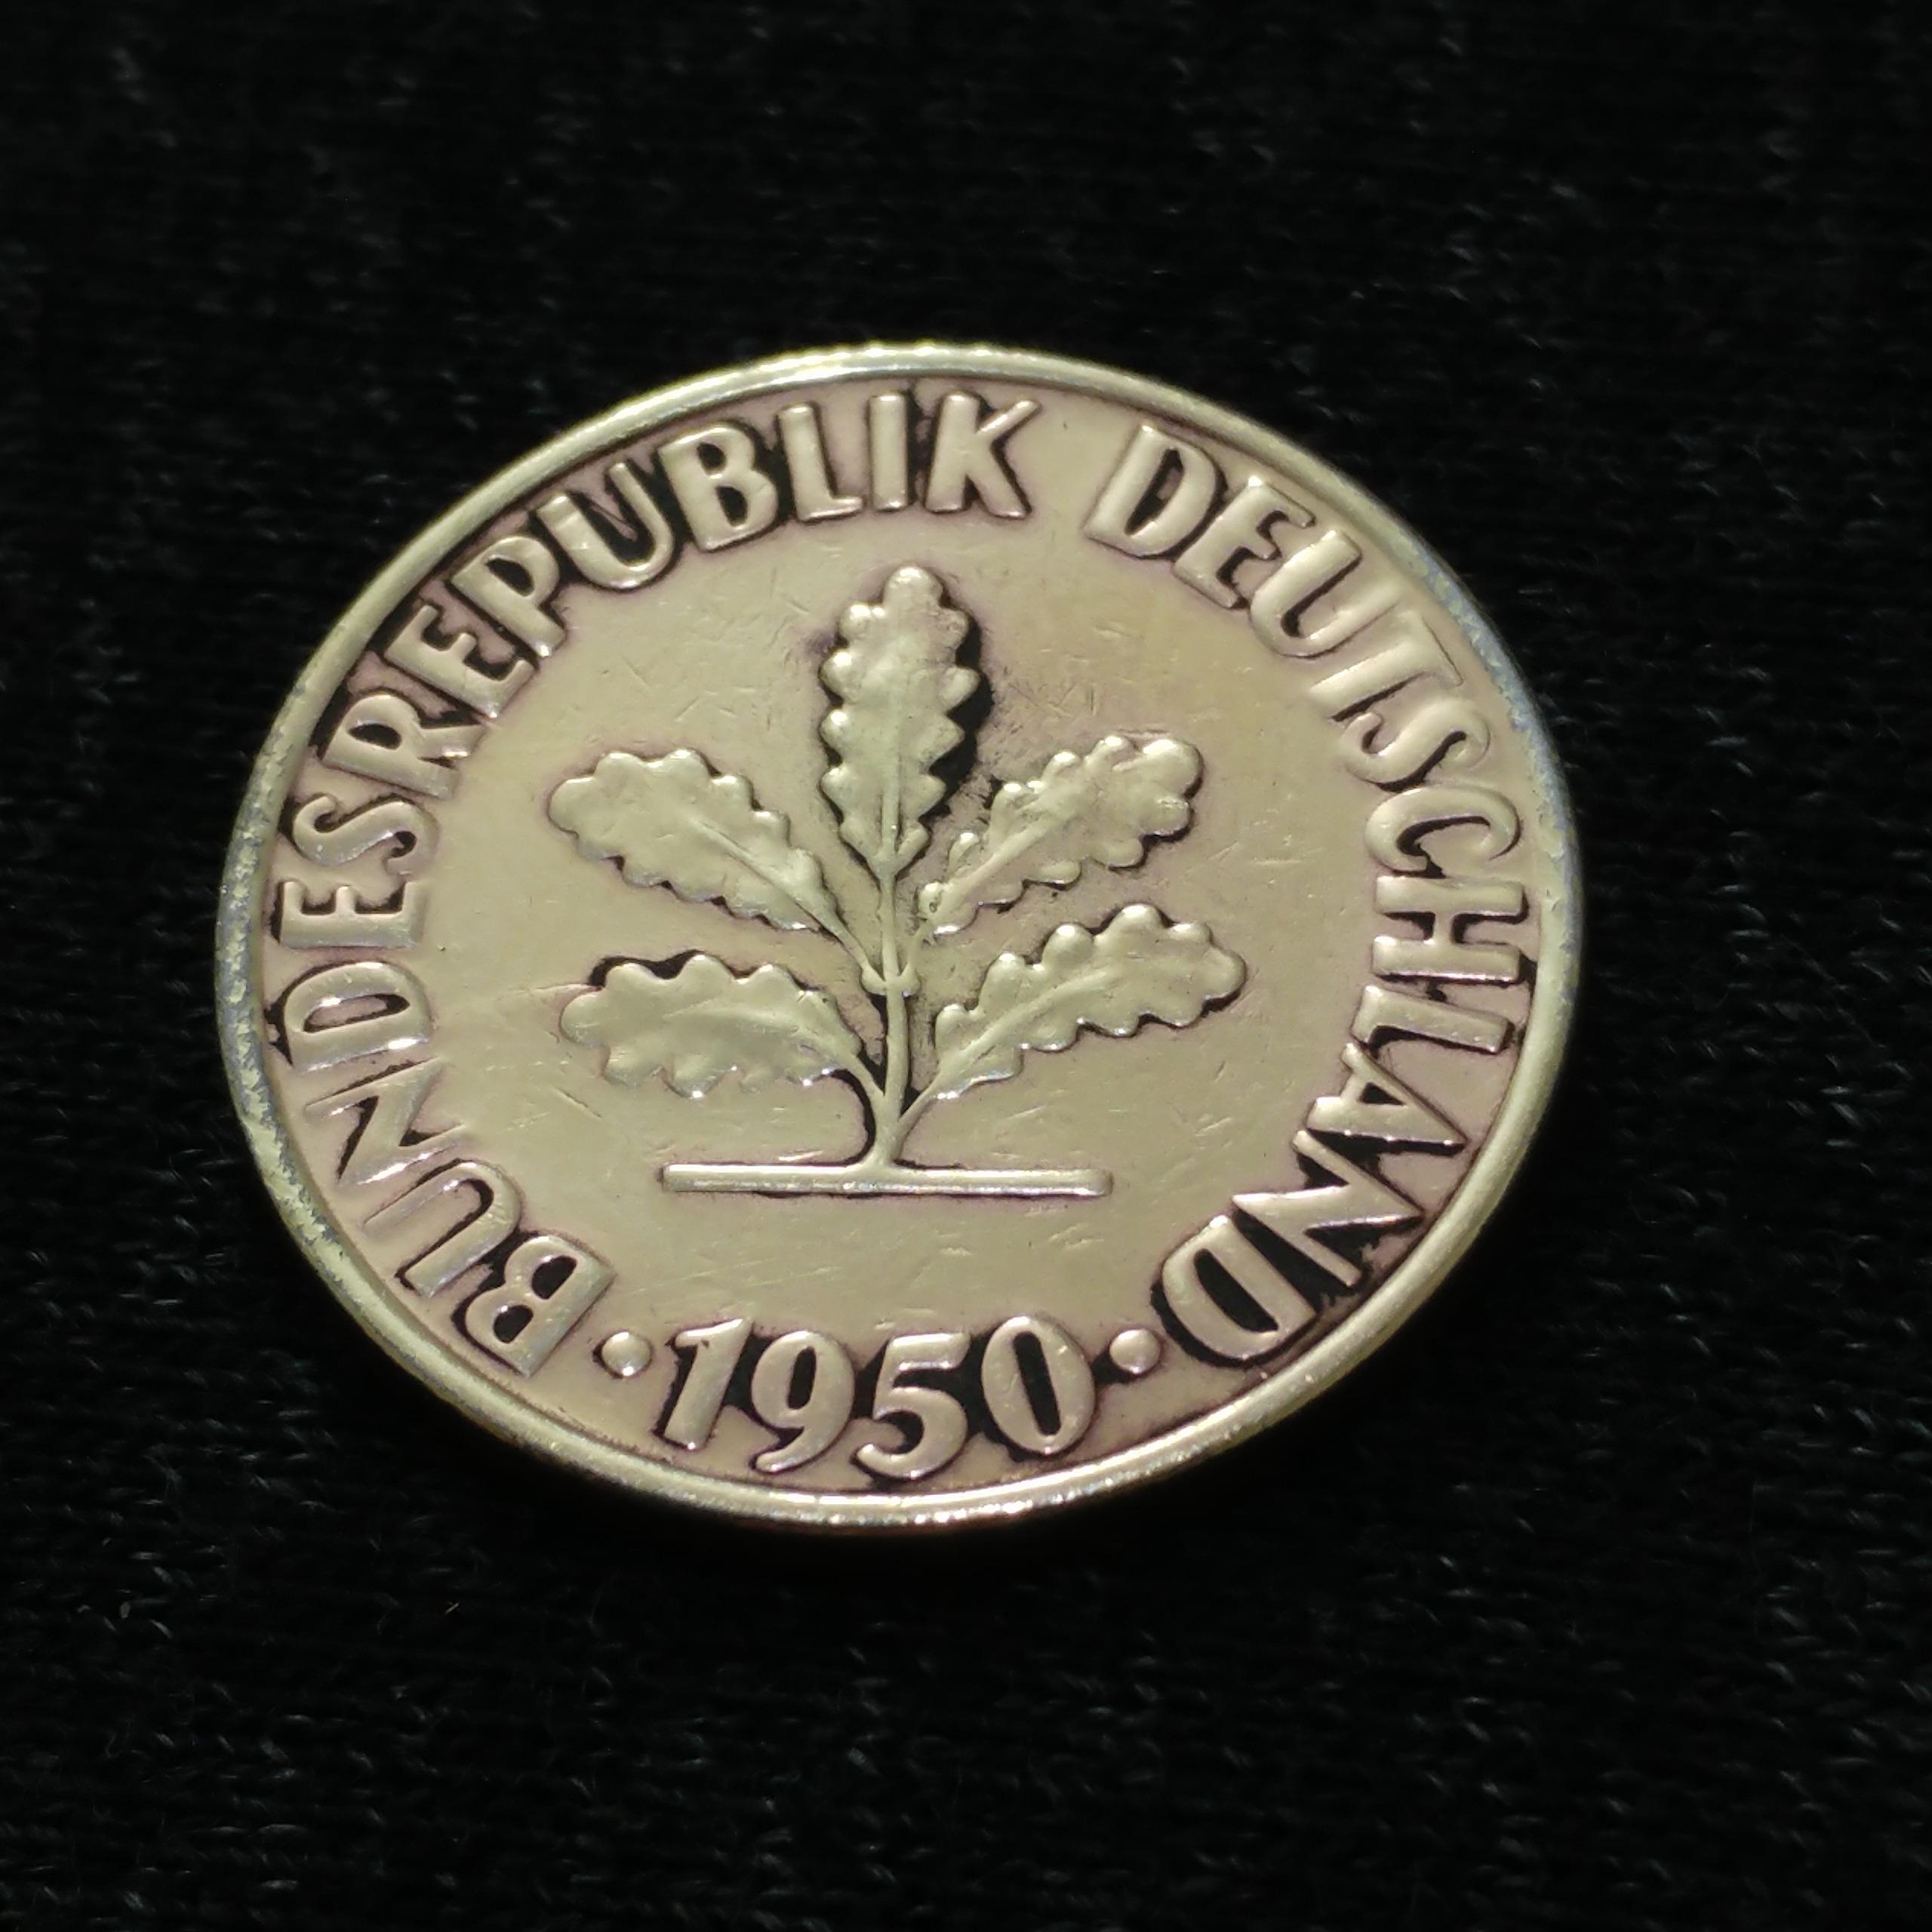 BUNDESREPUBLIK DEUTSCHLAND
· 1950 ·